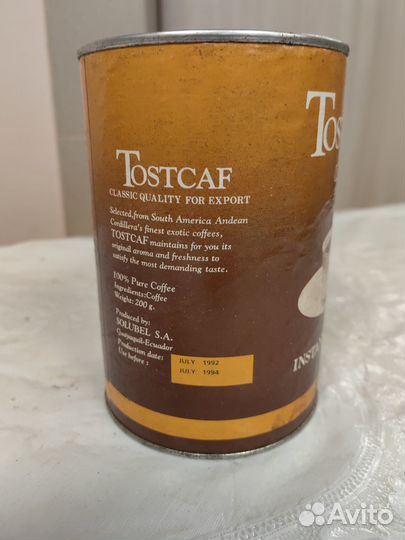 TOSTCAF
CLASSIC QUALITY FOR EXPORT
Selected,from South America Andean
Cordillera's finest exotic coffees,
TOSTCAF maintains for you its
original aroma and freshness to
satisfy the most demanding taste.
100% Pure Coffee
Ingredients:Coffee
Weight: 200 g.
Produced by:
SOLUBEL S.A.
Guayaquil-Ecuador
Production date: JULY 1992
Use before : JULY 1994
Tos
INSTAN
Avito